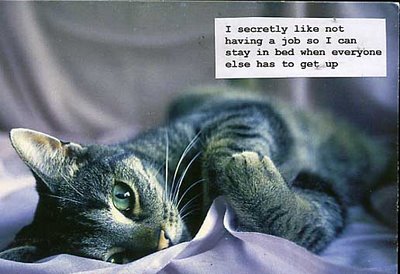 I secretly like not
having a job so I can
stay in bed when everyone
else has to get up